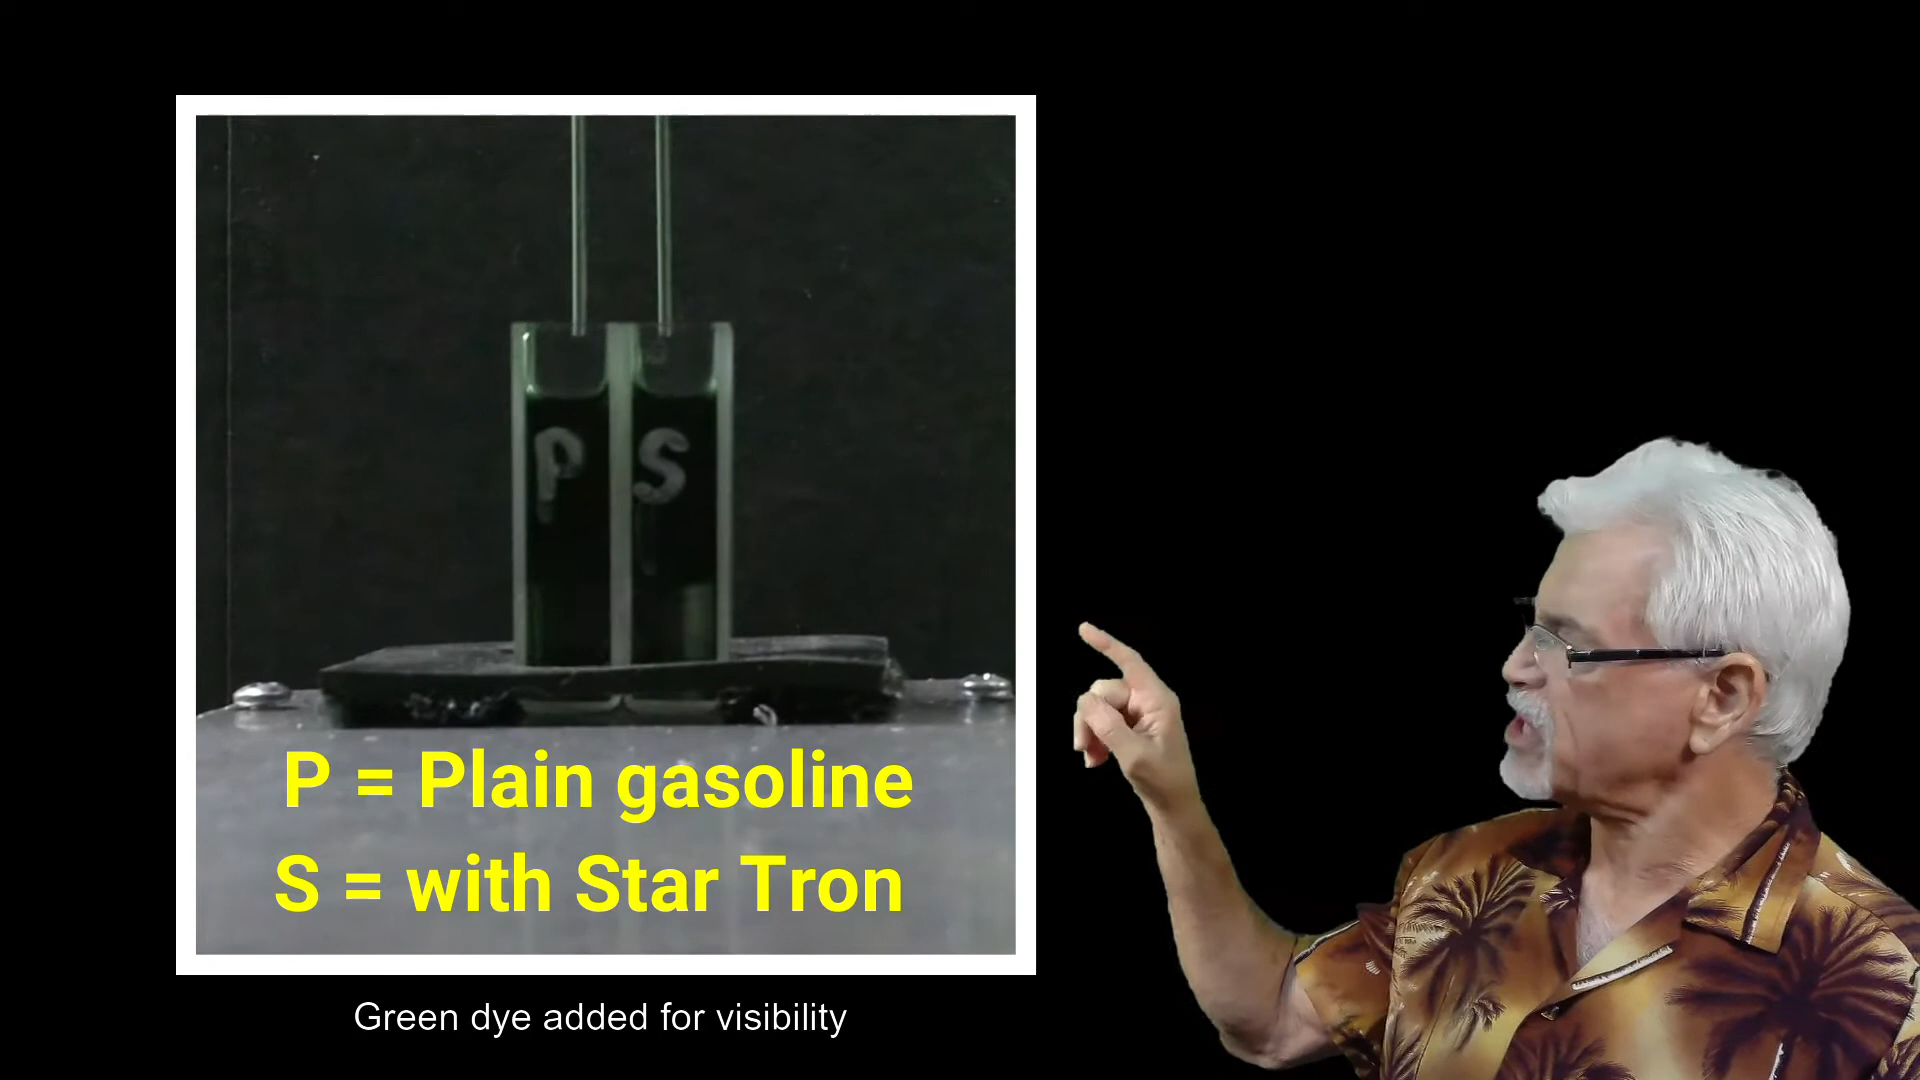 P S
P = Plain gasoline
S = with Star Tron
Green dye added for visibility